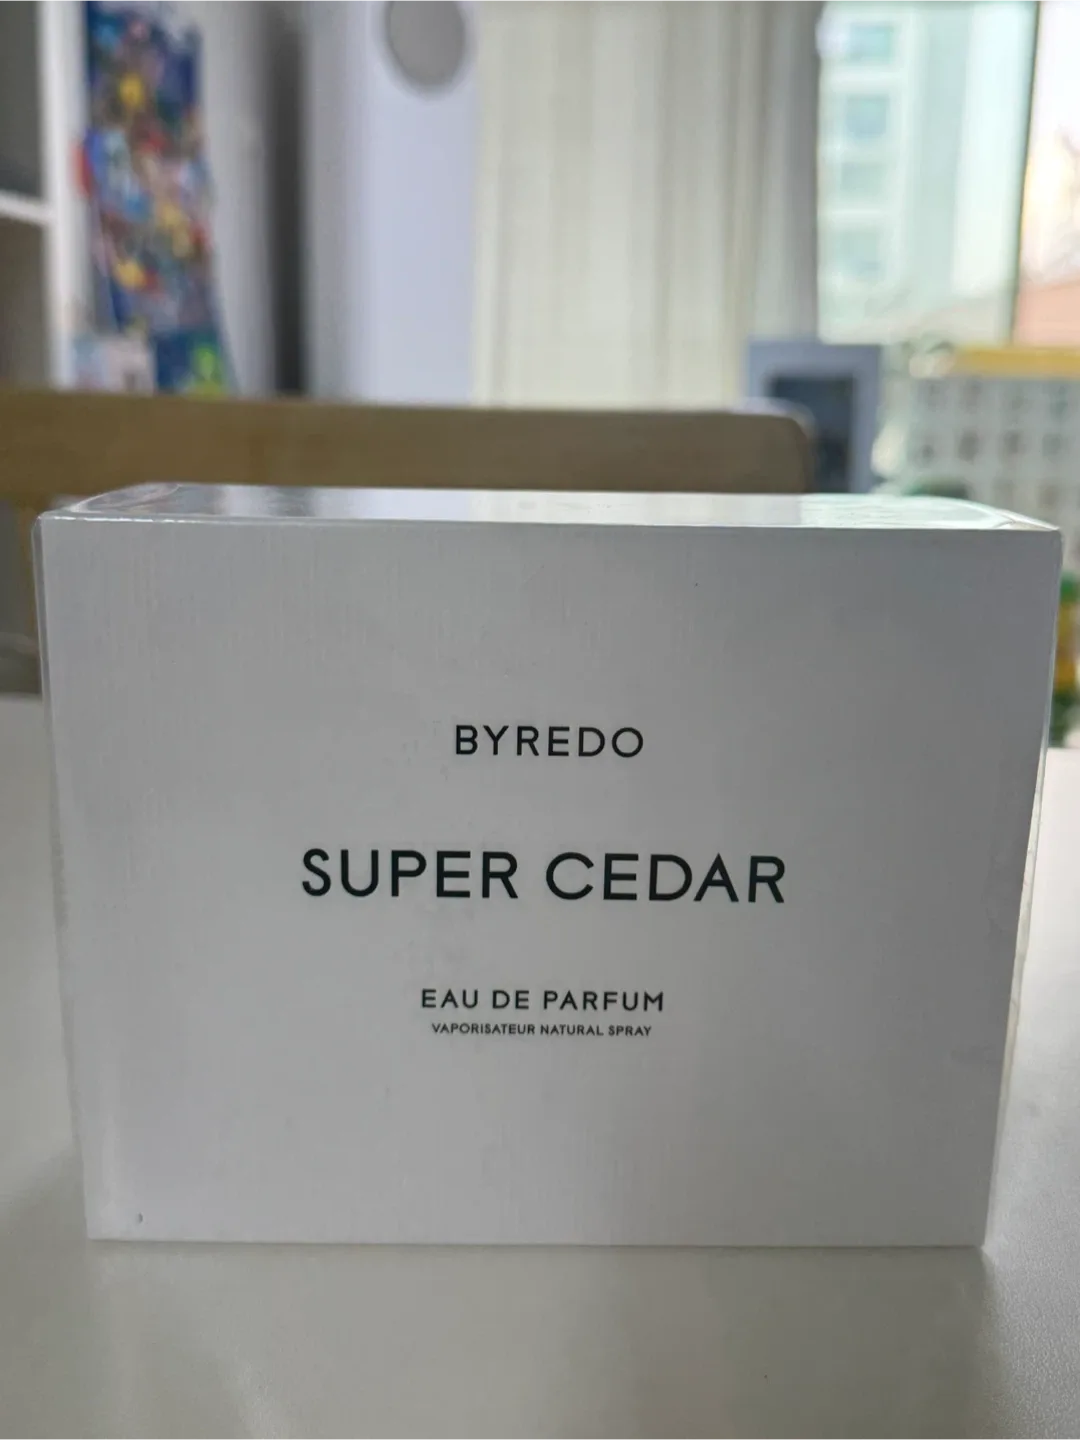 BYREDO
SUPER CEDAR
EAU DE PARFUM
VAPORISATEUR NATURAL SPRAY